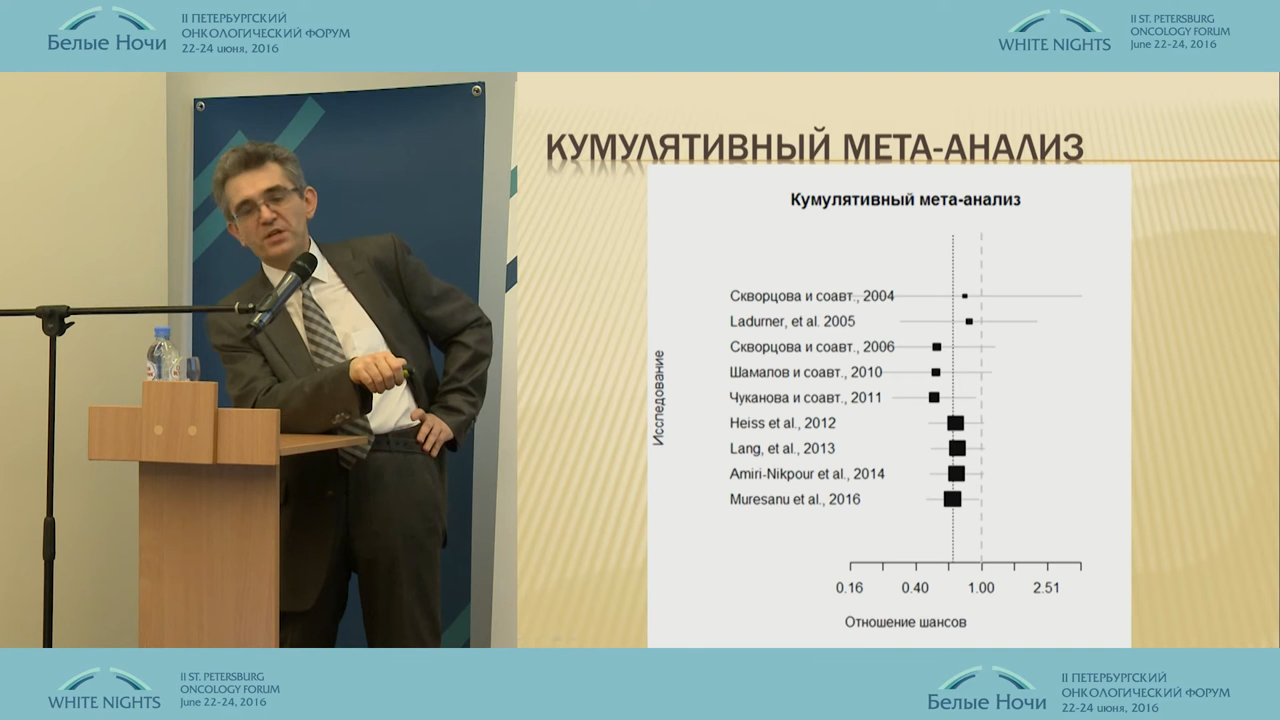 Белые Ночи
II ПЕТЕРБУРГСКИЙ
ОНКОЛОГИЧЕСКИЙ ФОРУМ
22-24 июня, 2016
WHITE NIGHTS
II ST. PETERSBURG
ONCOLOGY FORUM
June 22-24, 2016
КУМУЛЯТИВНЫЙ МЕТА-АНАЛИЗ
Кумулятивный мета-анализ
Исследование
Скворцова и соавт., 2004
Ladurner, et al. 2005
Скворцова и соавт., 2006
Шамалов и соавт., 2010
Чуканова и соавт., 2011
Heiss et al., 2012
Lang, et al., 2013
Amiri-Nikpour et al., 2014
Muresanu et al., 2016
0.16 0.40 1.00 2.51
Отношение шансов
WHITE NIGHTS
II ST. PETERSBURG
ONCOLOGY FORUM
June 22-24, 2016
Белые Ночи
II ПЕТЕРБУРГСКИЙ
ОНКОЛОГИЧЕСКИЙ ФОРУМ
22-24 июня, 2016